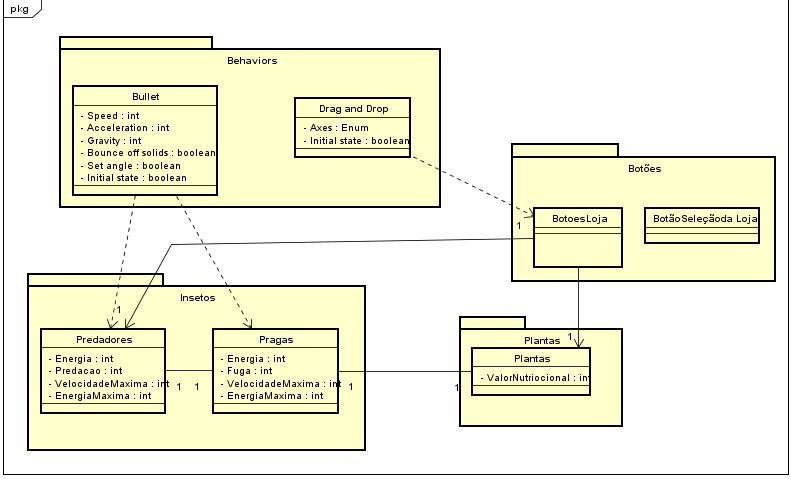 pkg
Behaviors
Bullet
- Speed : int
- Acceleration : int
- Gravity : int
- Bounce off solids : boolean
- Set angle : boolean
- Initial state : boolean
Drag and Drop
- Axes : Enum
- Initial state : boolean
Botões
BotoesLoja
BotãoSeleçãoda Loja
1
Insetos
1
Predadores
- Energia : int
- Predacao : int
- VelocidadeMaxima : int
- EnergiaMaxima : int
1
1
Pragas
- Energia : int
- Fuga : int
- VelocidadeMaxima : int
- EnergiaMaxima : int
1
1
Plantas
1
Plantas
- ValorNutriocional : int